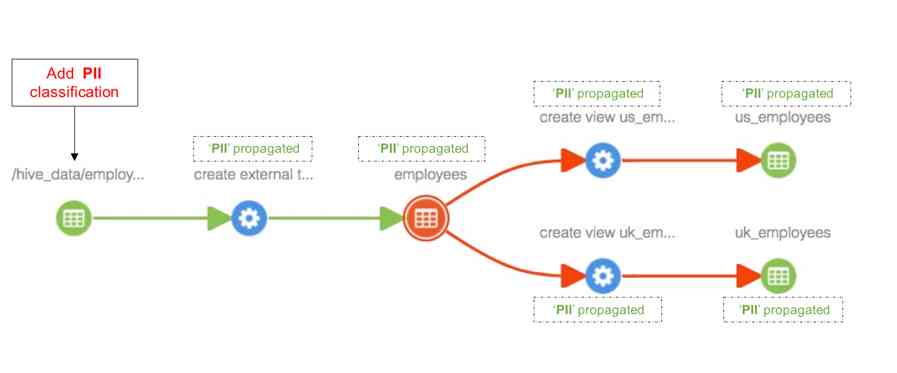 Add PII
classification
/hive_data/employ...
'PII' propagated
create external t...
'PII' propagated
employees
'PII' propagated
create view us_em...
'PII' propagated
us_employees
create view uk_em...
'PII' propagated
uk_employees
'PII' propagated